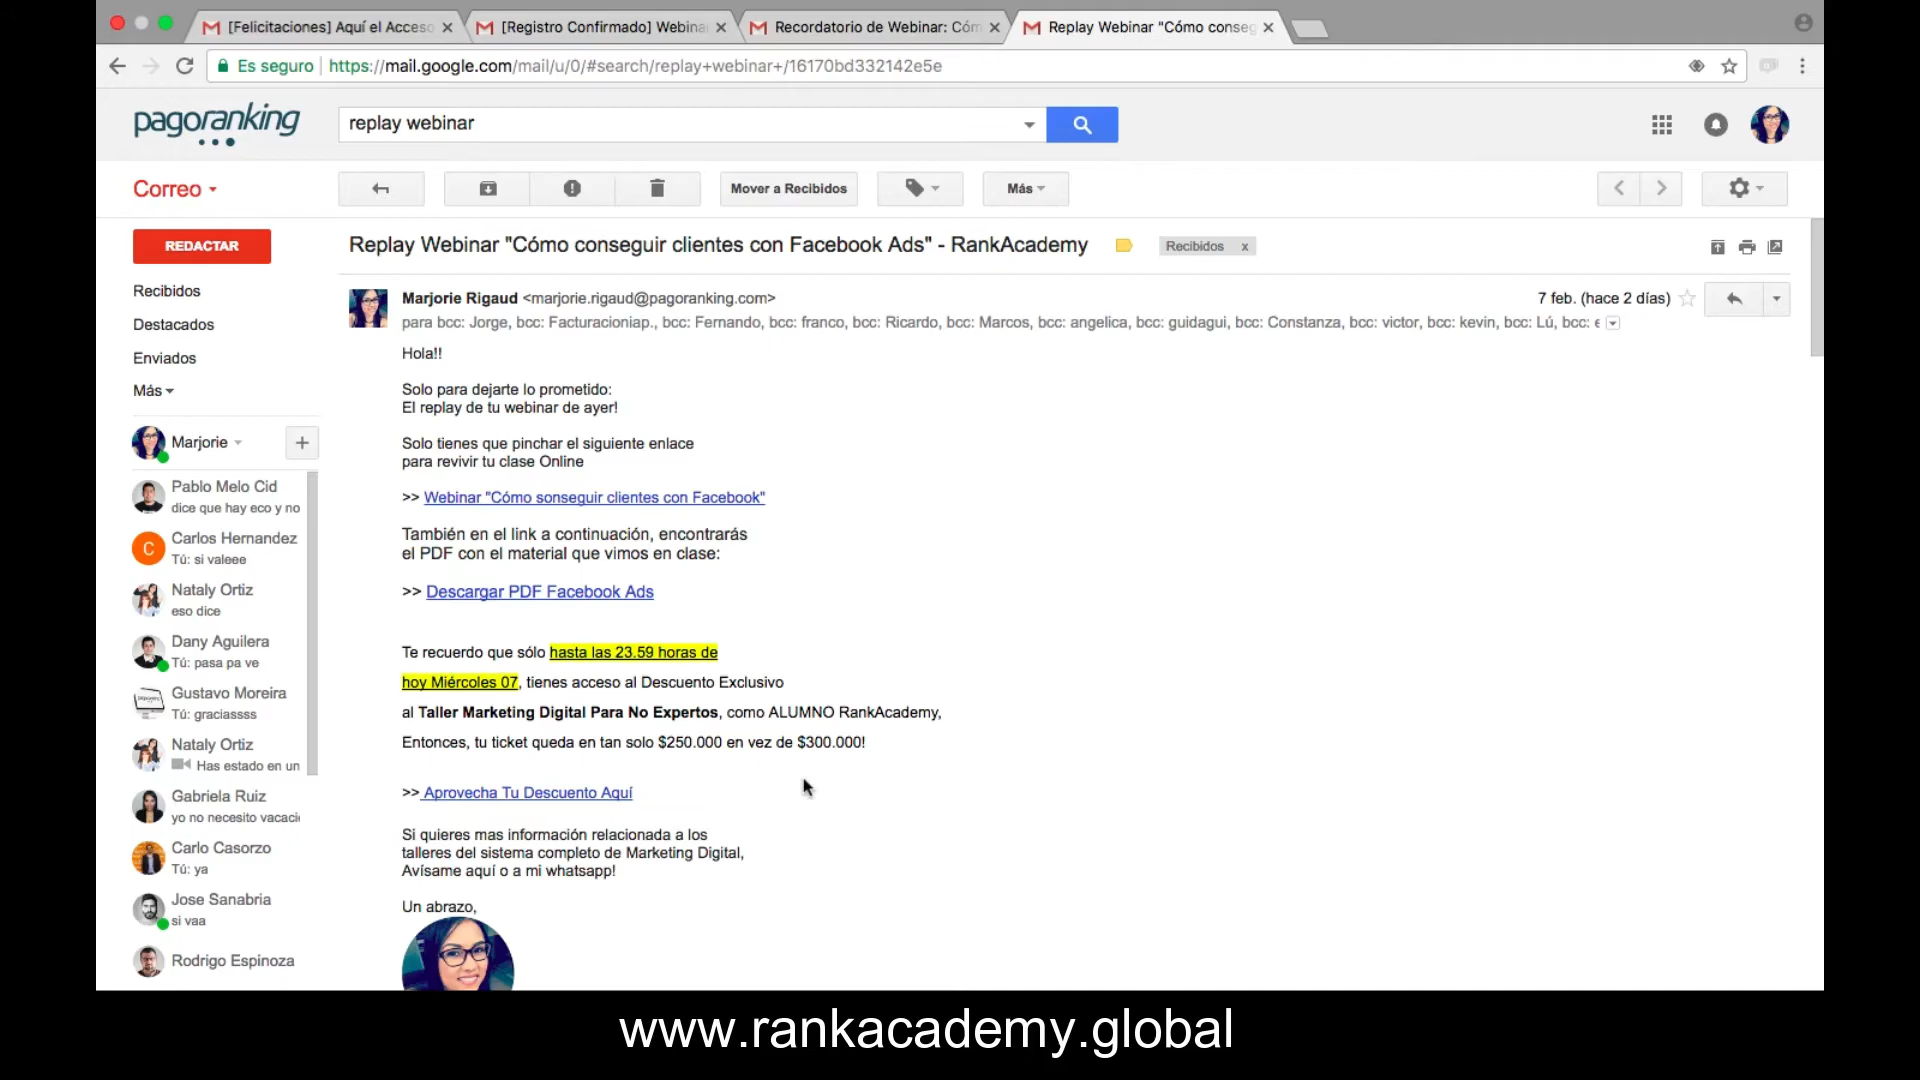 [Felicitaciones] Aquí el Acceso
[Registro Confirmado] Webina
Recordatorio de Webinar: Cóm
Replay Webinar "Cómo conseg
Es seguro
https://mail.google.com/mail/u/0/#search/replay+webinar+/16170bd332142e5e
pagoranking
replay webinar
Correo
Mover a Recibidos
Más
REDACTAR
Replay Webinar "Cómo conseguir clientes con Facebook Ads" - RankAcademy
Recibidos x
Recibidos
Destacados
Enviados
Más
Marjorie
Pablo Melo Cid
dice que hay eco y no
Carlos Hernandez
Tú: si valeee
C
Nataly Ortiz
eso dice
Dany Aguilera
Tú: pasa pa ve
Gustavo Moreira
Tú: graciassss
Nataly Ortiz
Has estado en un
Gabriela Ruiz
yo no necesito vacaci
Carlo Casorzo
Tú: ya
Jose Sanabria
si vaa
Rodrigo Espinoza
Marjorie Rigaud <marjorie.rigaud@pagoranking.com>
7 feb. (hace 2 días)
para bcc: Jorge, bcc: Facturacioniap., bcc: Fernando, bcc: franco, bcc: Ricardo, bcc: Marcos, bcc: angelica, bcc: guidagui, bcc: Constanza, bcc: victor, bcc: kevin, bcc: Lú, bcc: e
Hola!!
Solo para dejarte lo prometido:
El replay de tu webinar de ayer!
Solo tienes que pinchar el siguiente enlace
para revivir tu clase Online
>> Webinar "Cómo sonseguir clientes con Facebook"
También en el link a continuación, encontrarás
el PDF con el material que vimos en clase:
>> Descargar PDF Facebook Ads
Te recuerdo que sólo hasta las 23.59 horas de
hoy Miércoles 07, tienes acceso al Descuento Exclusivo
al Taller Marketing Digital Para No Expertos, como ALUMNO RankAcademy,
Entonces, tu ticket queda en tan solo $250.000 en vez de $300.000!
>> Aprovecha Tu Descuento Aquí
Si quieres mas información relacionada a los
talleres del sistema completo de Marketing Digital,
Avísame aquí o a mi whatsapp!
Un abrazo,
www.rankacademy.global